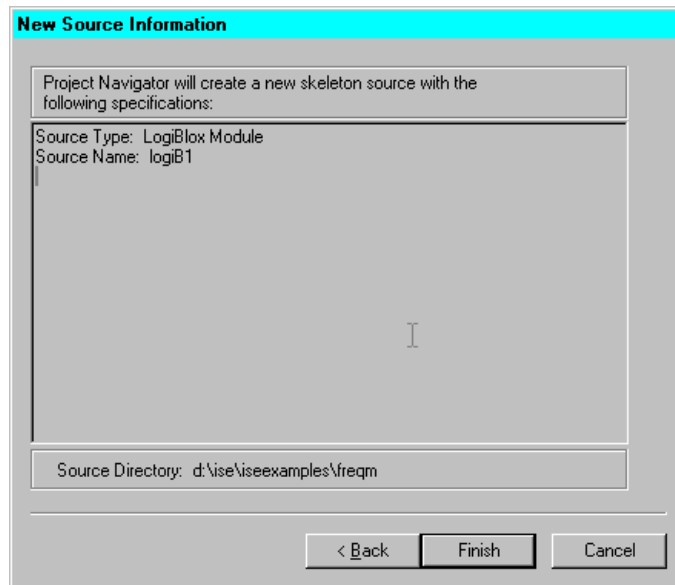 New Source Information
Project Navigator will create a new skeleton source with the
following specifications:
Source Type:  LogiBlox Module
Source Name:  logiB1
Source Directory:  d:\ise\iseexamples\freqm
< Back
Finish
Cancel